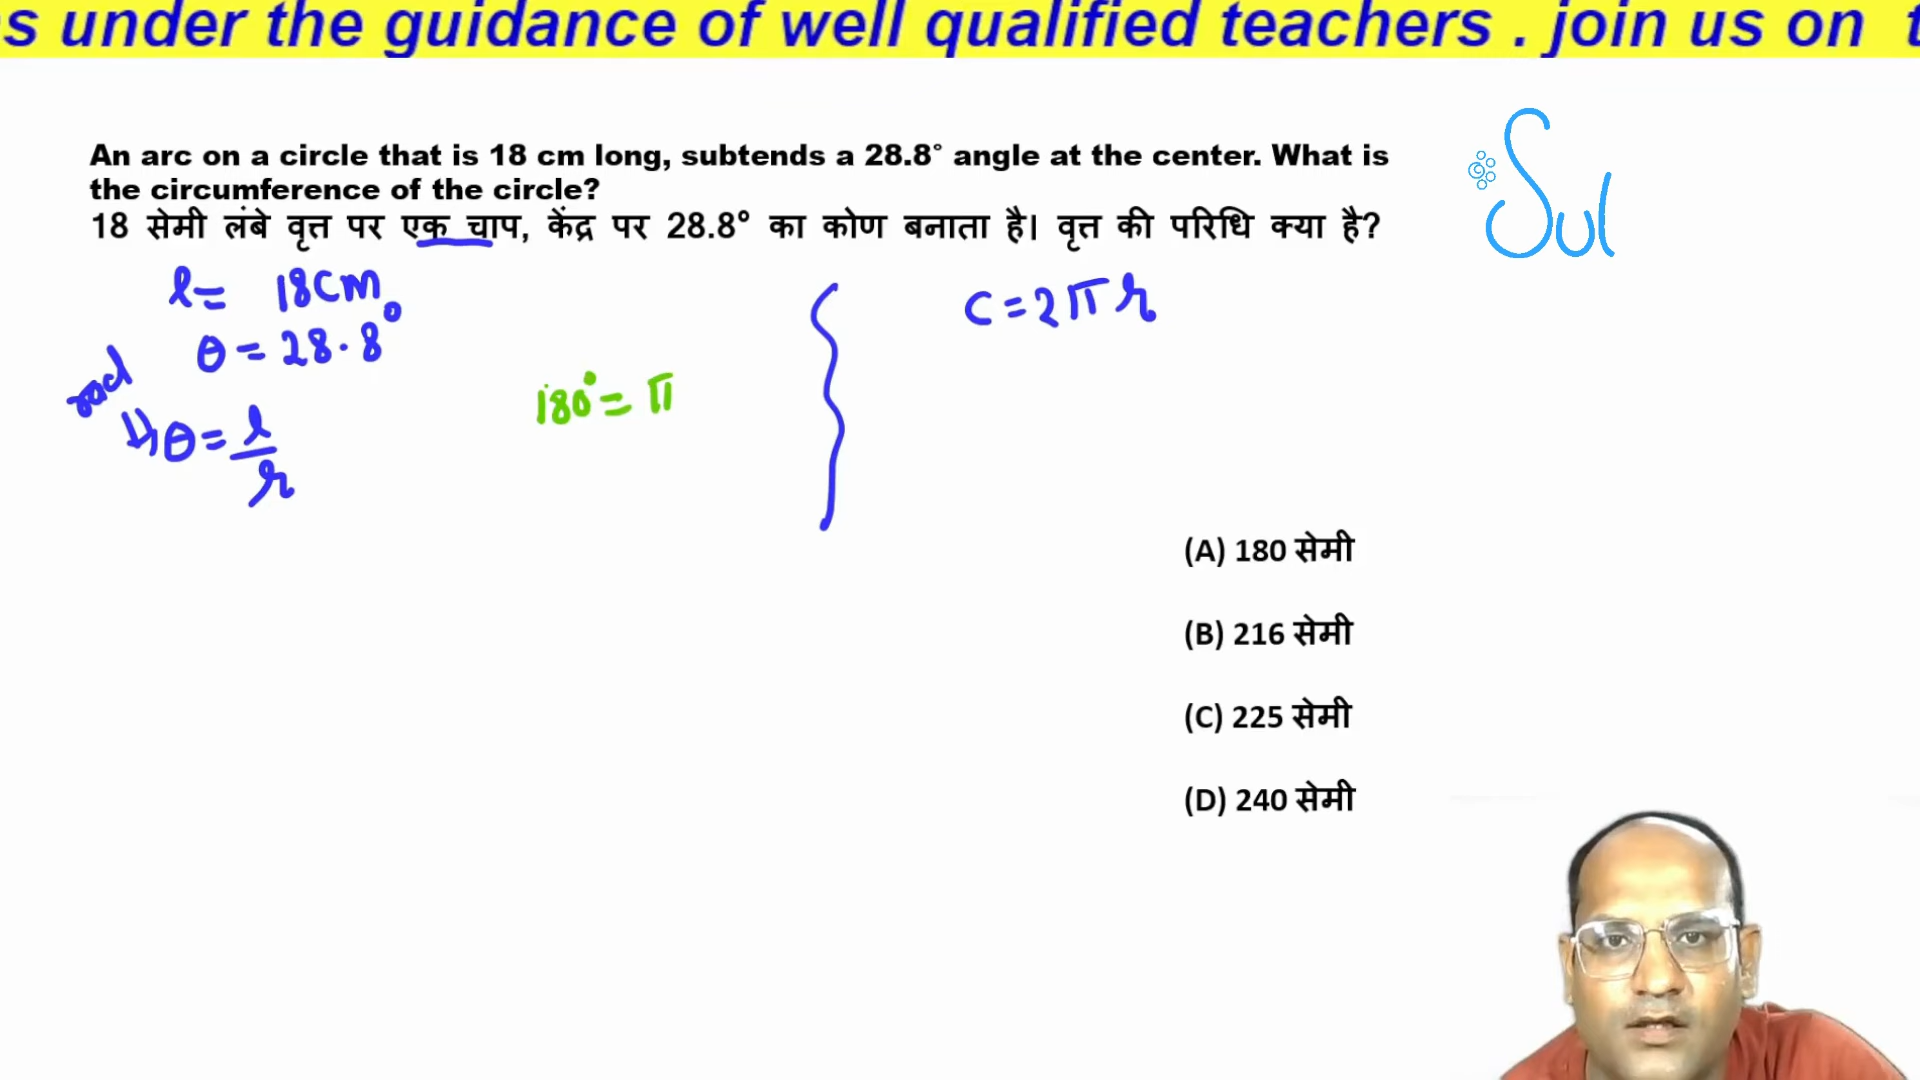 s under the guidance of well qualified teachers . join us on t
An arc on a circle that is 18 cm long, subtends a 28.8° angle at the center. What is
the circumference of the circle?
18 सेमी लंबे वृत्त पर एक चाप, केंद्र पर 28.8° का कोण बनाता है। वृत्त की परिधि क्या है?
Sul
l = 18cm
θ = 28.8°
rad
θ = l/r
180° = π
C = 2πr
(A) 180 सेमी
(B) 216 सेमी
(C) 225 सेमी
(D) 240 सेमी